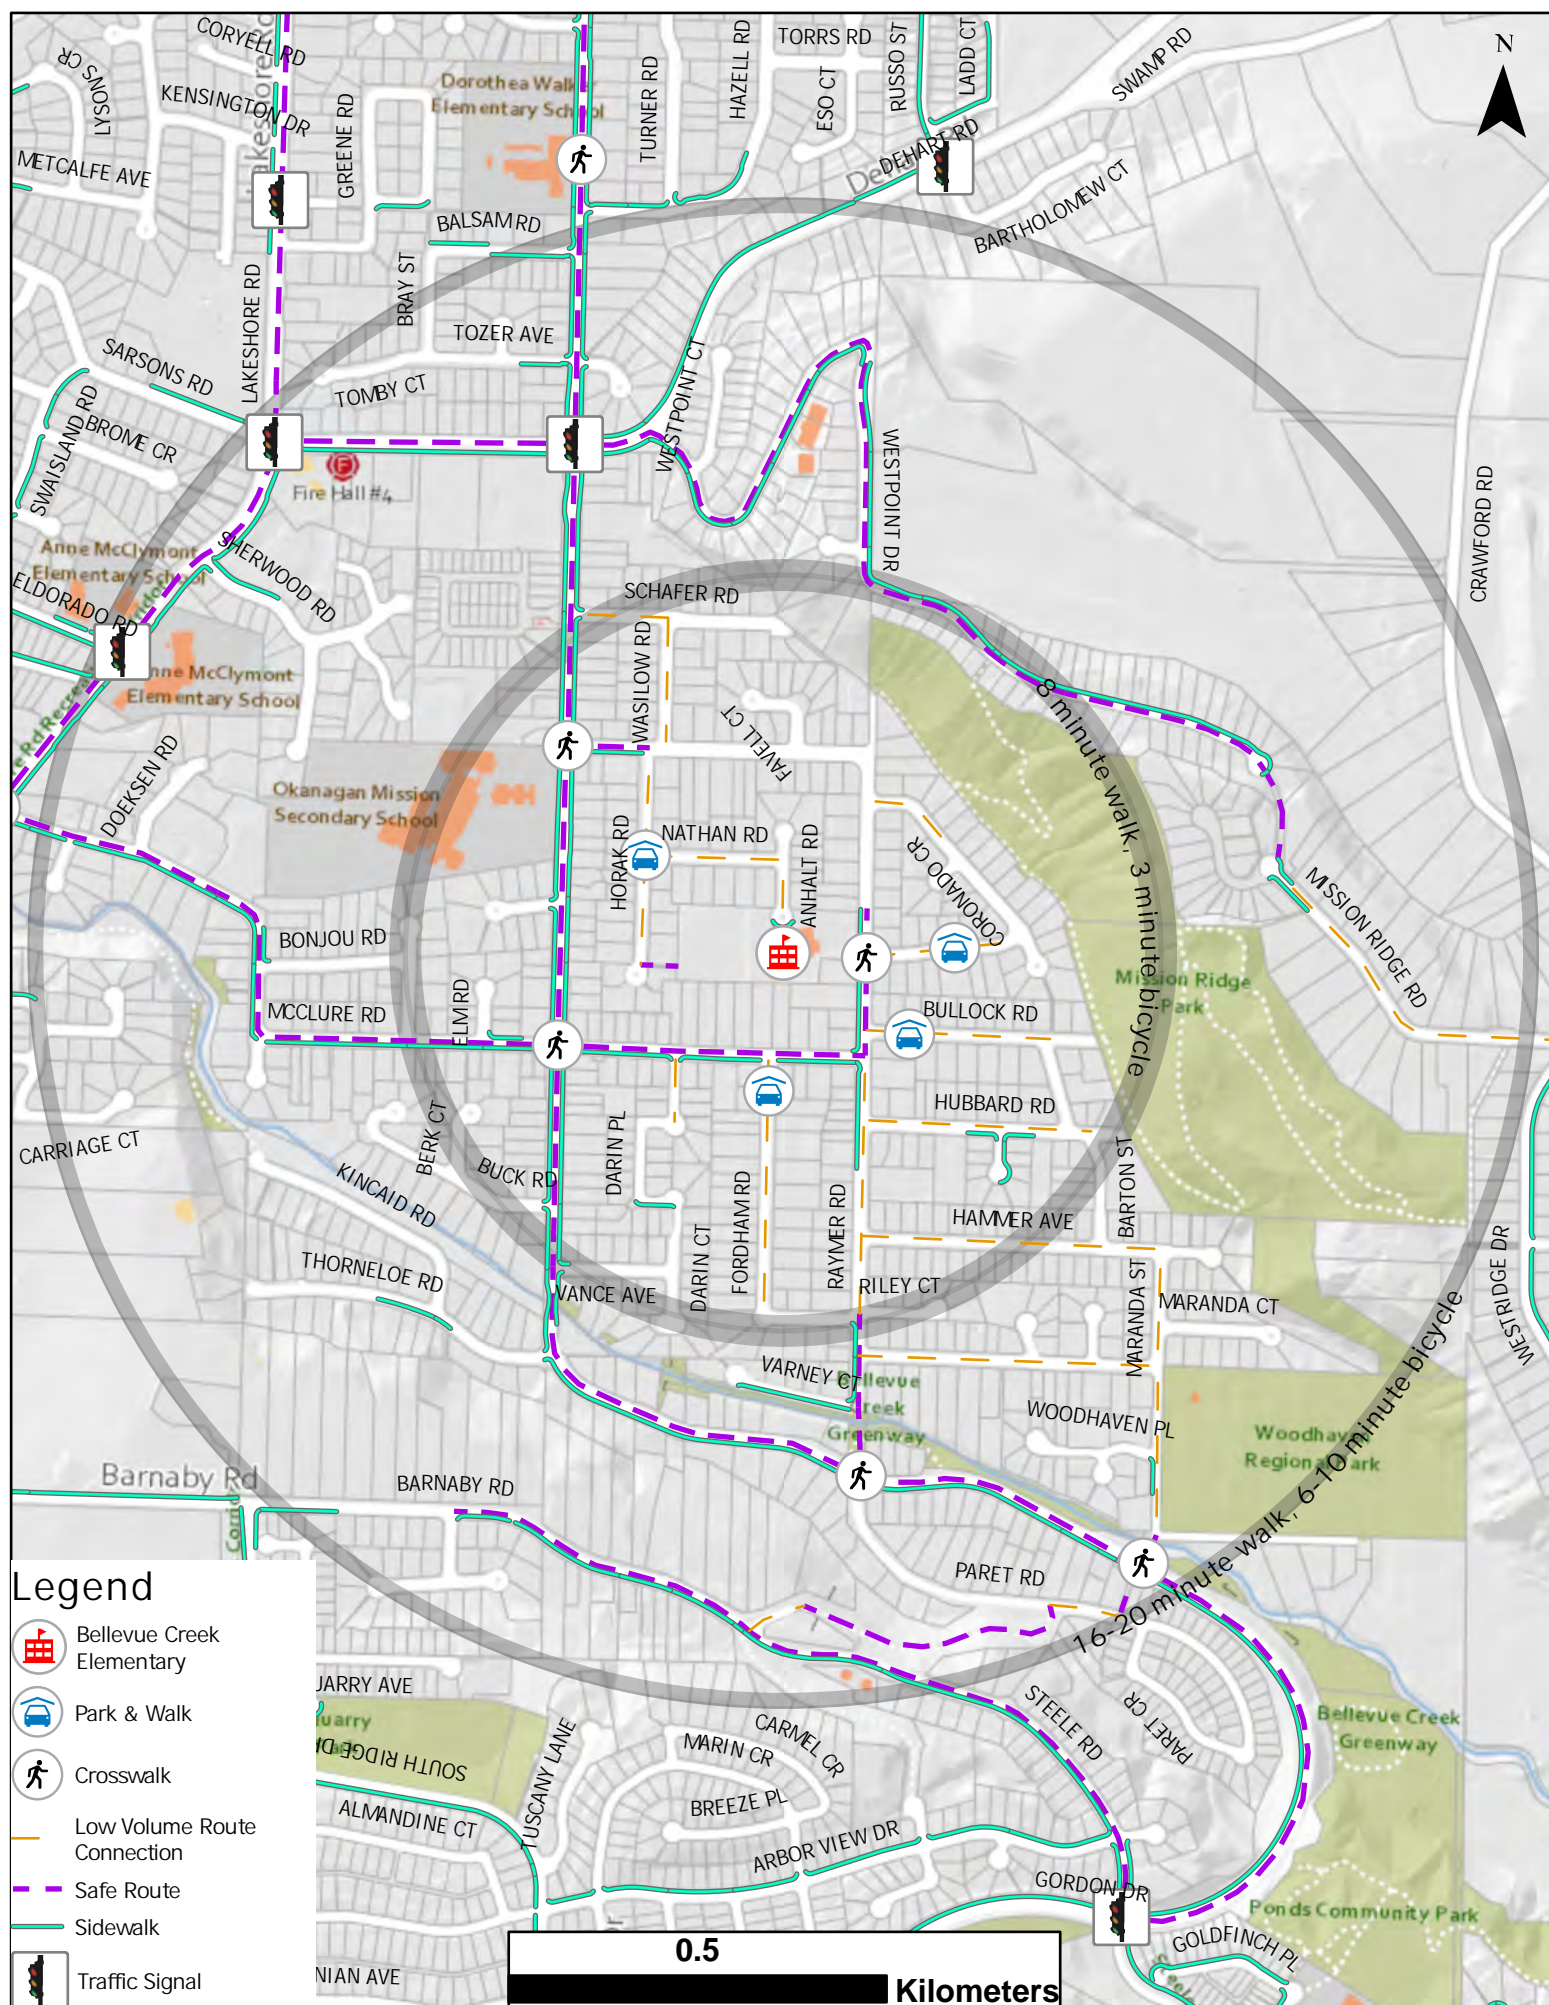 CORYELL RD
TORRS RD
LADD CT
SWAMP RD
N
LYSONS CR
KENSINGTON DR
GREENE RD
Dorothea Walke
Elementary School
TURNER RD
HAZELL RD
ESO CT
RUSSO ST
METCALFE AVE
DEHART RD
BARTHOLOMEW CT
BALSAM RD
BRAY ST
LAKESHORE RD
TOZER AVE
SARSONS RD
TOMBY CT
WESTPOINT CT
SWAISLAND RD
BROME CR
F
Fire Hall #4
WESTPOINT DR
CRAWFORD RD
Anne McClymont
Elementary School
SHERWOOD RD
ELDORADO RD
SCHAFER RD
nne McClymont
Elementary School
WASILOW RD
FAVELL CT
8 minute walk, 3 minute bicycle
DOEKSEN RD
Okanagan Mission
Secondary School
HORAK RD
NATHAN RD
ANHALT RD
CORONADO CR
MISSION RIDGE RD
BONJOU RD
Mission Ridge
Park
ELM RD
MCCLURE RD
BULLOCK RD
HUBBARD RD
CARRIAGE CT
BERK CT
BUCK RD
DARIN PL
KINCAID RD
FORDHAM RD
RAYMER RD
BARTON ST
HAMMER AVE
WESTRIDGE DR
THORNELOE RD
DARIN CT
VANCE AVE
RILEY CT
MARANDA ST
MARANDA CT
VARNEY CT
Bellevue
Creek
Greenway
WOODHAVEN PL
Woodhaven
Regional Park
16-20 minute walk, 6-10 minute bicycle
Barnaby Rd
BARNABY RD
PARET RD
Legend
Bellevue Creek
Elementary
Park & Walk
Crosswalk
Low Volume Route
Connection
Safe Route
Sidewalk
Traffic Signal
UARRY AVE
uarry
SOUTH RIDGE DR
ALMANDINE CT
TUSCANY LANE
MARIN CR
CARMEL CR
BREEZE PL
ARBOR VIEW DR
STEELE RD
PARET CR
Bellevue Creek
Greenway
GORDON DR
Ponds Community Park
GOLDFINCH PL
NIAN AVE
0.5
Kilometers